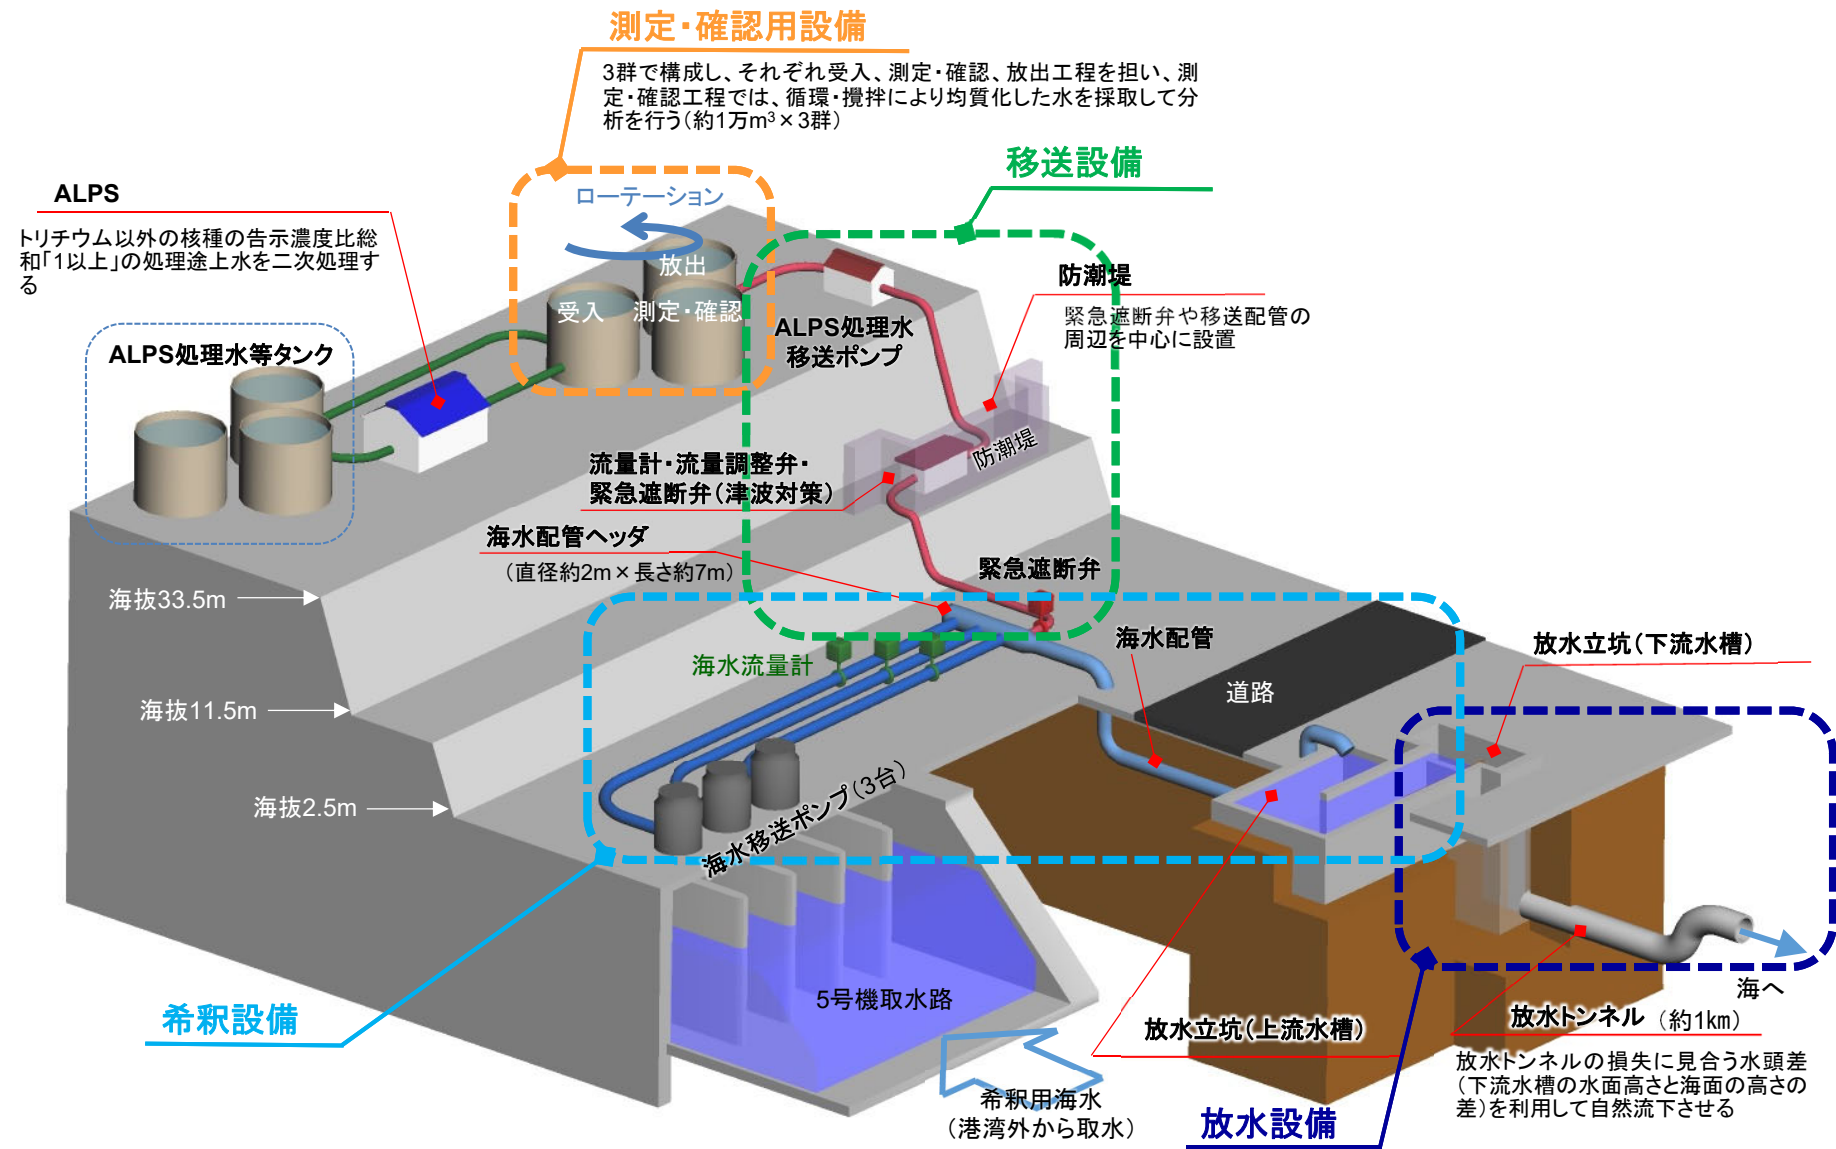 測定・確認用設備
3群で構成し、それぞれ受入、測定・確認、放出工程を担い、測
定・確認工程では、循環・攪拌により均質化した水を採取して分
析を行う（約1万m³×3群）
移送設備
ALPS
トリチウム以外の核種の告示濃度比総
和「1以上」の処理途上水を二次処理す
る
ローテーション
放出
受入
測定・確認
防潮堤
緊急遮断弁や移送配管の
周辺を中心に設置
ALPS処理水等タンク
ALPS処理水
移送ポンプ
防潮堤
流量計・流量調整弁・
緊急遮断弁（津波対策）
海水配管ヘッダ
（直径約2m×長さ約7m）
緊急遮断弁
海抜33.5m
海水配管
放水立坑（下流水槽）
海水流量計
道路
海抜11.5m
海抜2.5m
海水移送ポンプ（3台）
5号機取水路
海へ
希釈設備
放水立坑（上流水槽）
放水トンネル（約1km）
放水トンネルの損失に見合う水頭差
（下流水槽の水面高さと海面の高さの
差）を利用して自然流下させる
希釈用海水
（港湾外から取水）
放水設備